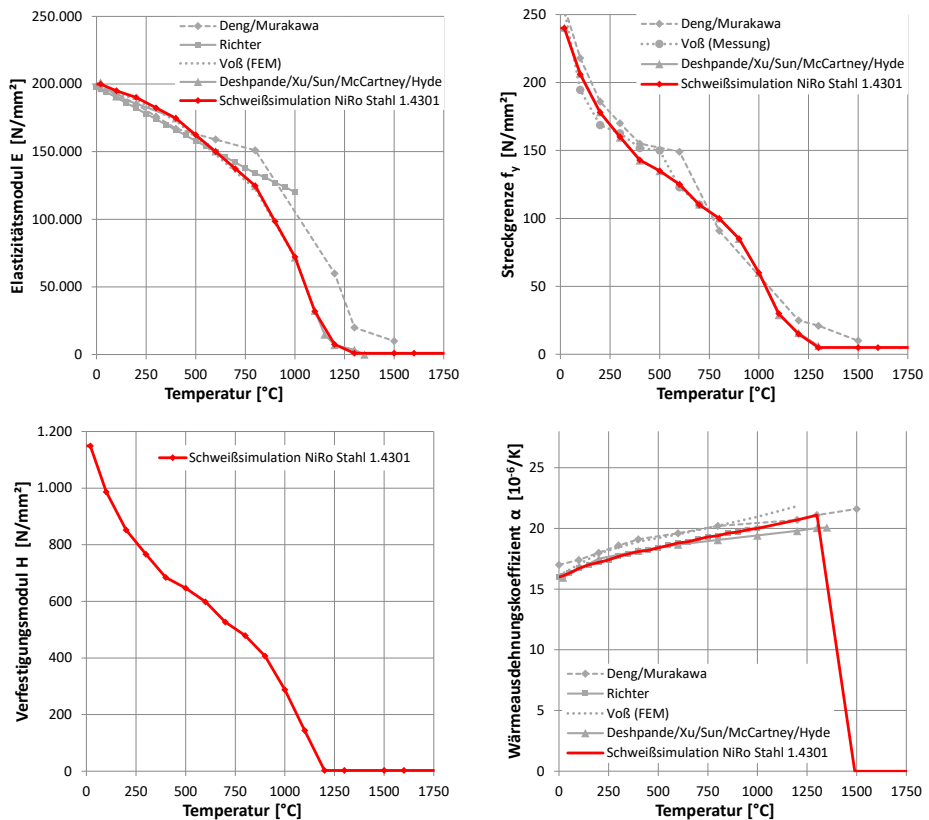 Elastizitätsmodul E [N/mm²]
200.000
150.000
100.000
50.000
0
0 250 500 750 1000 1250 1500 1750
Temperatur [°C]
Deng/Murakawa
Richter
Voß (FEM)
Deshpande/Xu/Sun/McCartney/Hyde
Schweißsimulation NiRo Stahl 1.4301
Streckgrenze fy [N/mm²]
250
200
150
100
50
0
0 250 500 750 1000 1250 1500 1750
Temperatur [°C]
Deng/Murakawa
Voß (Messung)
Deshpande/Xu/Sun/McCartney/Hyde
Schweißsimulation NiRo Stahl 1.4301
Verfestigungsmodul H [N/mm²]
1.200
1.000
800
600
400
200
0
0 250 500 750 1000 1250 1500 1750
Temperatur [°C]
Schweißsimulation NiRo Stahl 1.4301
Wärmeausdehnungskoeffizient α [10⁻⁶/K]
25
20
15
10
5
0
0 250 500 750 1000 1250 1500 1750
Temperatur [°C]
Deng/Murakawa
Richter
Voß (FEM)
Deshpande/Xu/Sun/McCartney/Hyde
Schweißsimulation NiRo Stahl 1.4301